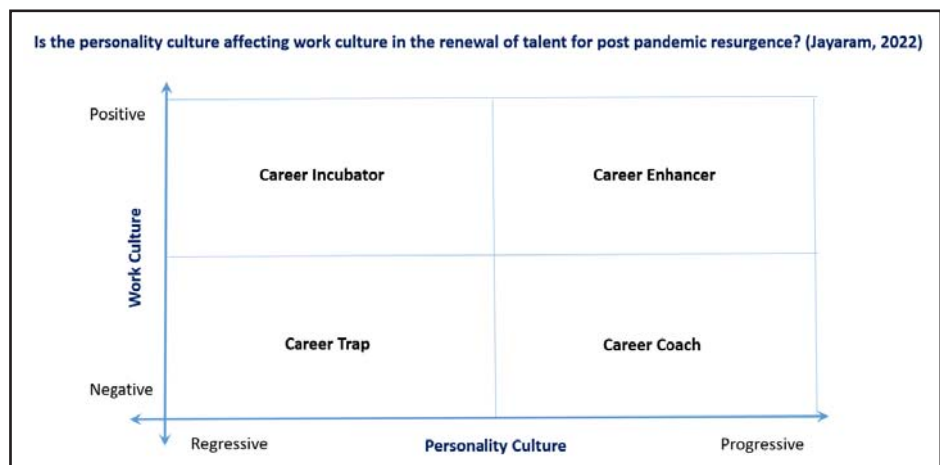 Is the personality culture affecting work culture in the renewal of talent for post pandemic resurgence? (Jayaram, 2022)
Positive
Career Incubator
Career Enhancer
Work Culture
Career Trap
Career Coach
Negative
Regressive
Personality Culture
Progressive